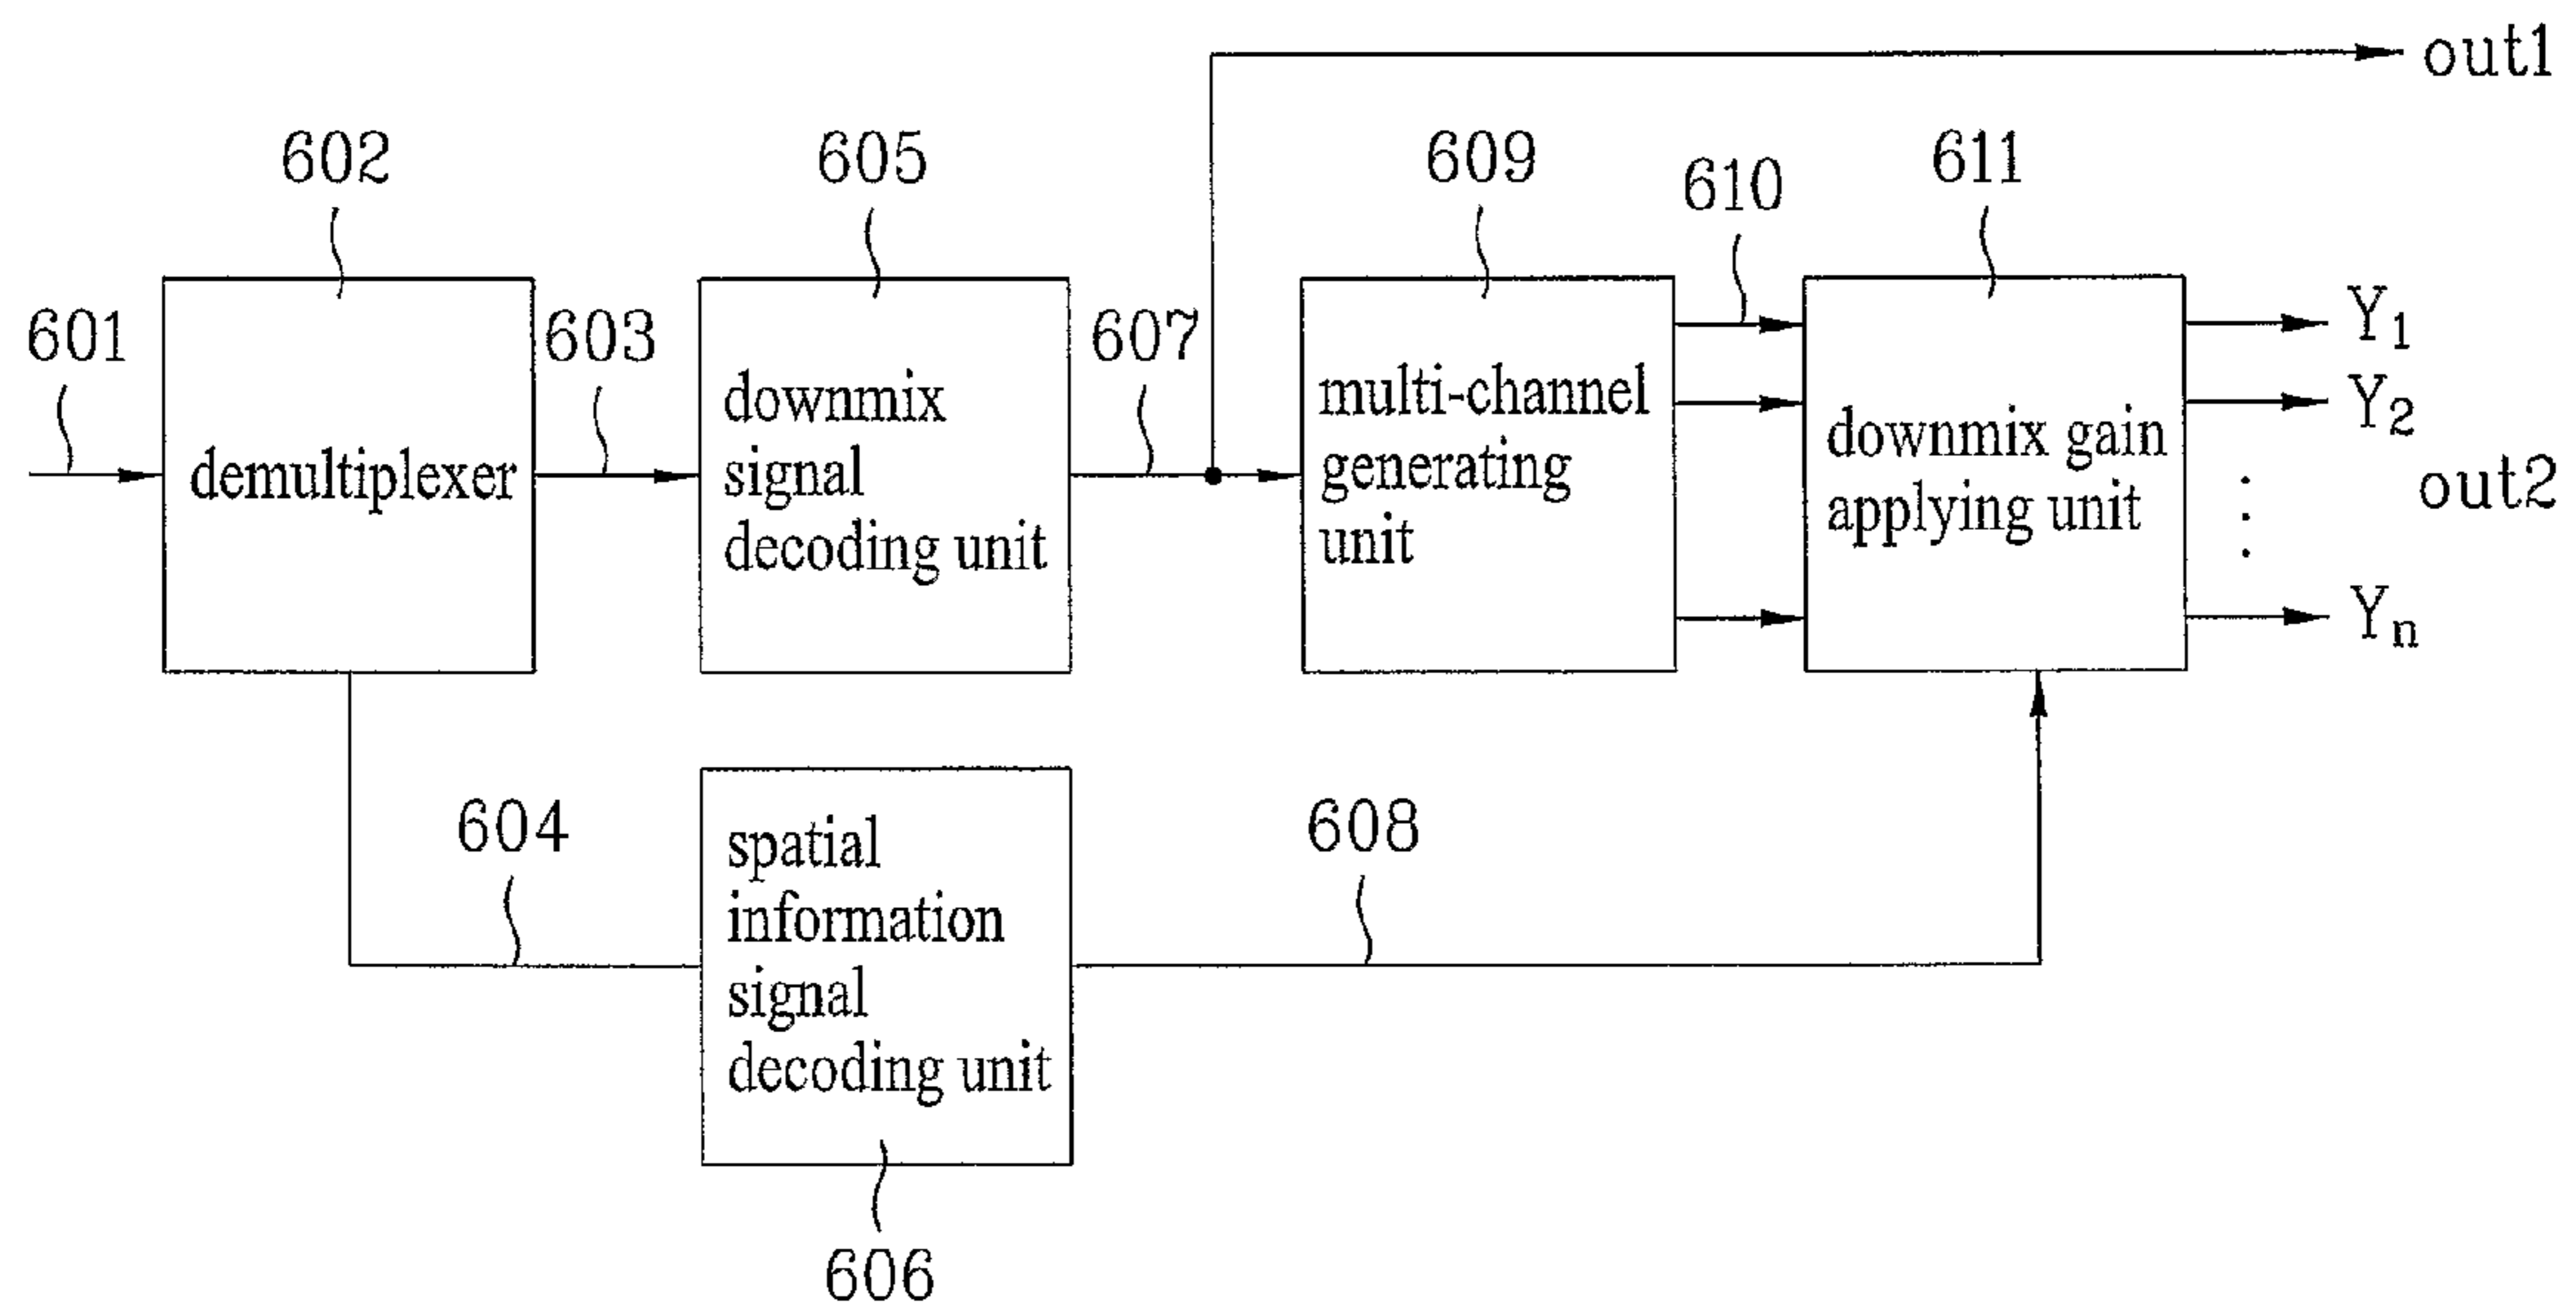 out1
602
605
609
610
611
601
603
607
demultiplexer
downmix
signal
decoding unit
multi-channel
generating
unit
downmix gain
applying unit
Y1
Y2
out2
Yn
604
608
spatial
information
signal
decoding unit
606